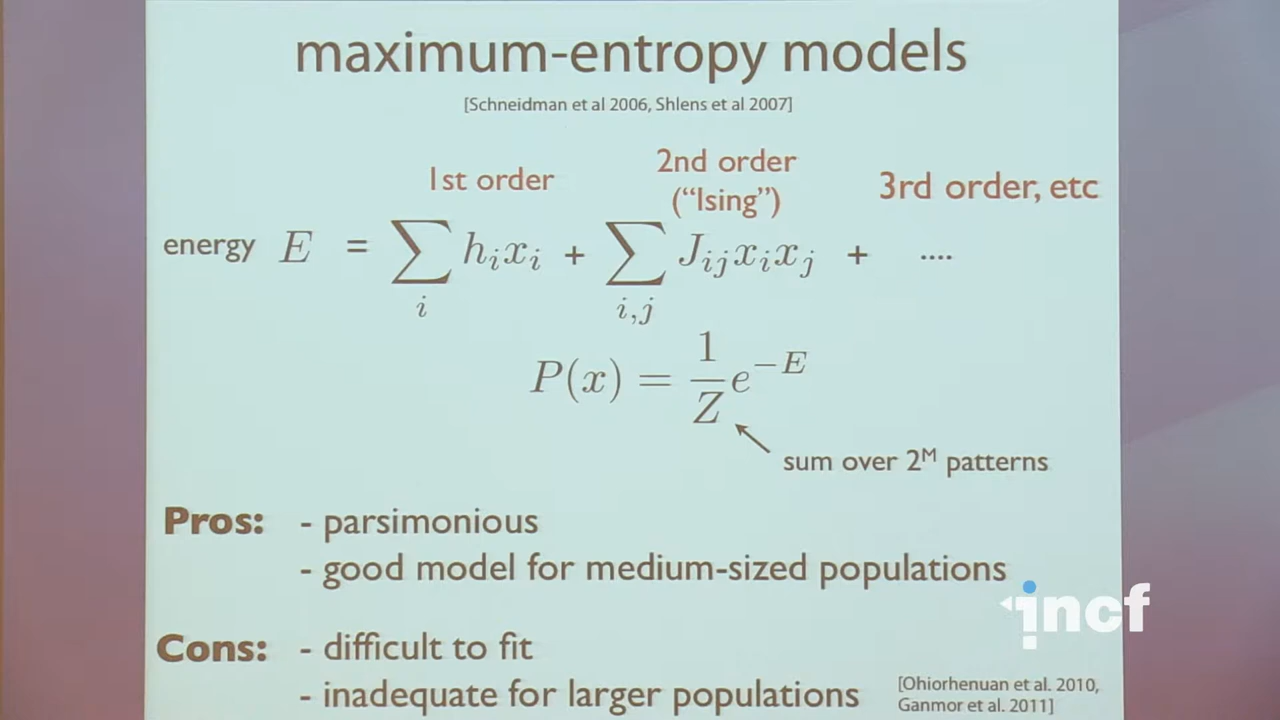 maximum-entropy models
[Schneidman et al 2006, Shlens et al 2007]
1st order
2nd order
("Ising")
3rd order, etc
energy E = ∑_i h_i x_i + ∑_{i,j} J_{ij} x_i x_j + ....
P(x) = 1/Z e^{-E}
sum over 2^M patterns
Pros: - parsimonious
- good model for medium-sized populations
incf
Cons: - difficult to fit
- inadequate for larger populations
[Ohiorhenuan et al. 2010,
Ganmor et al. 2011]